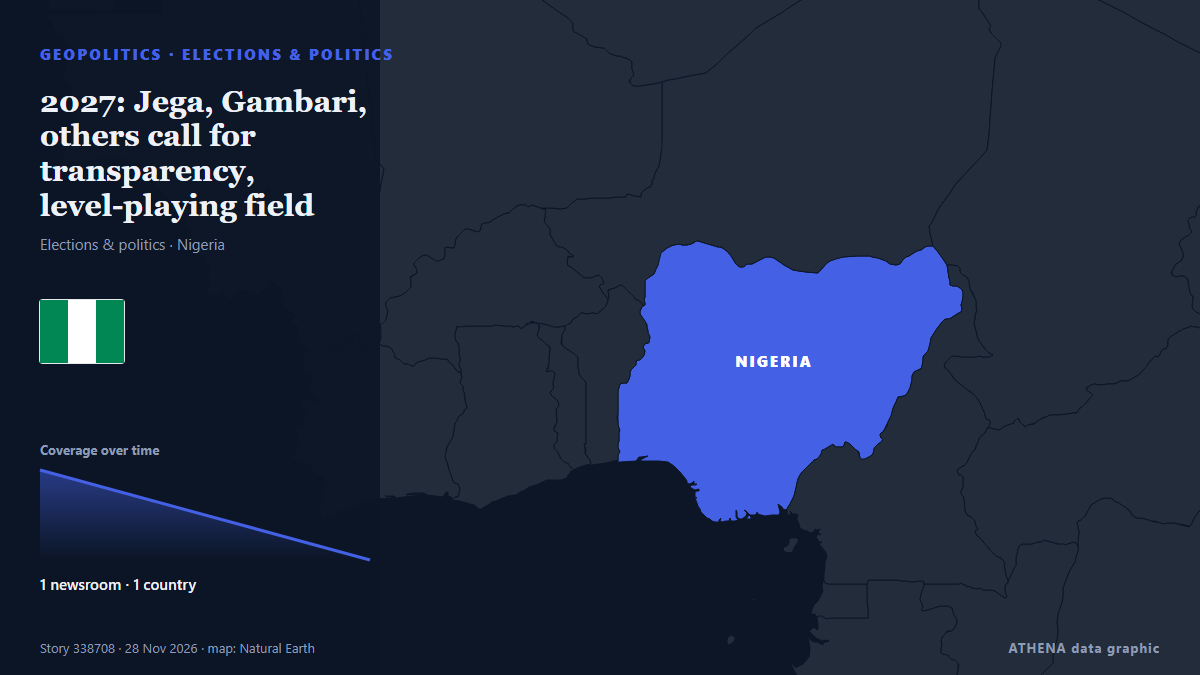 GEOPOLITICS · ELECTIONS & POLITICS
2027: Jega, Gambari,
others call for
transparency,
level-playing field
Elections & politics · Nigeria
NIGERIA
Coverage over time
1 newsroom · 1 country
Story 338708 · 28 Nov 2026 · map: Natural Earth
ATHENA data graphic